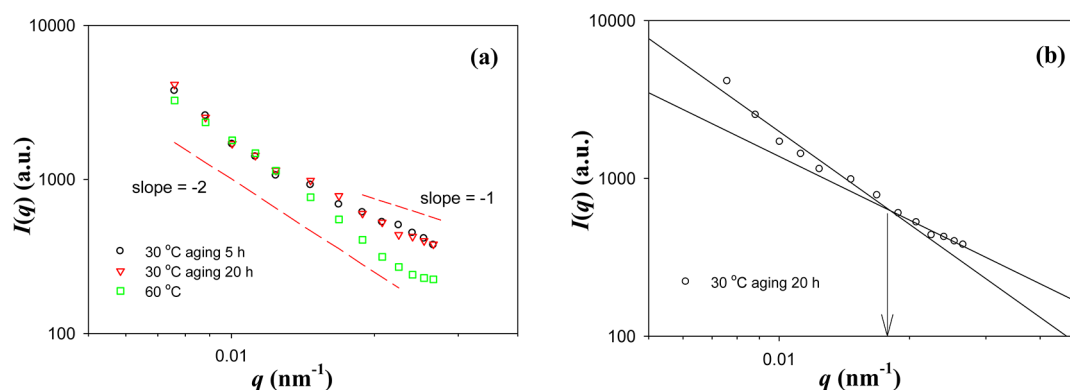 10000
(a)
I(q) (a.u.)
1000
slope = -2
slope = -1
30 °C aging 5 h
30 °C aging 20 h
60 °C
100
0.01
q (nm⁻¹)
10000
(b)
I(q) (a.u.)
1000
30 °C aging 20 h
100
0.01
q (nm⁻¹)